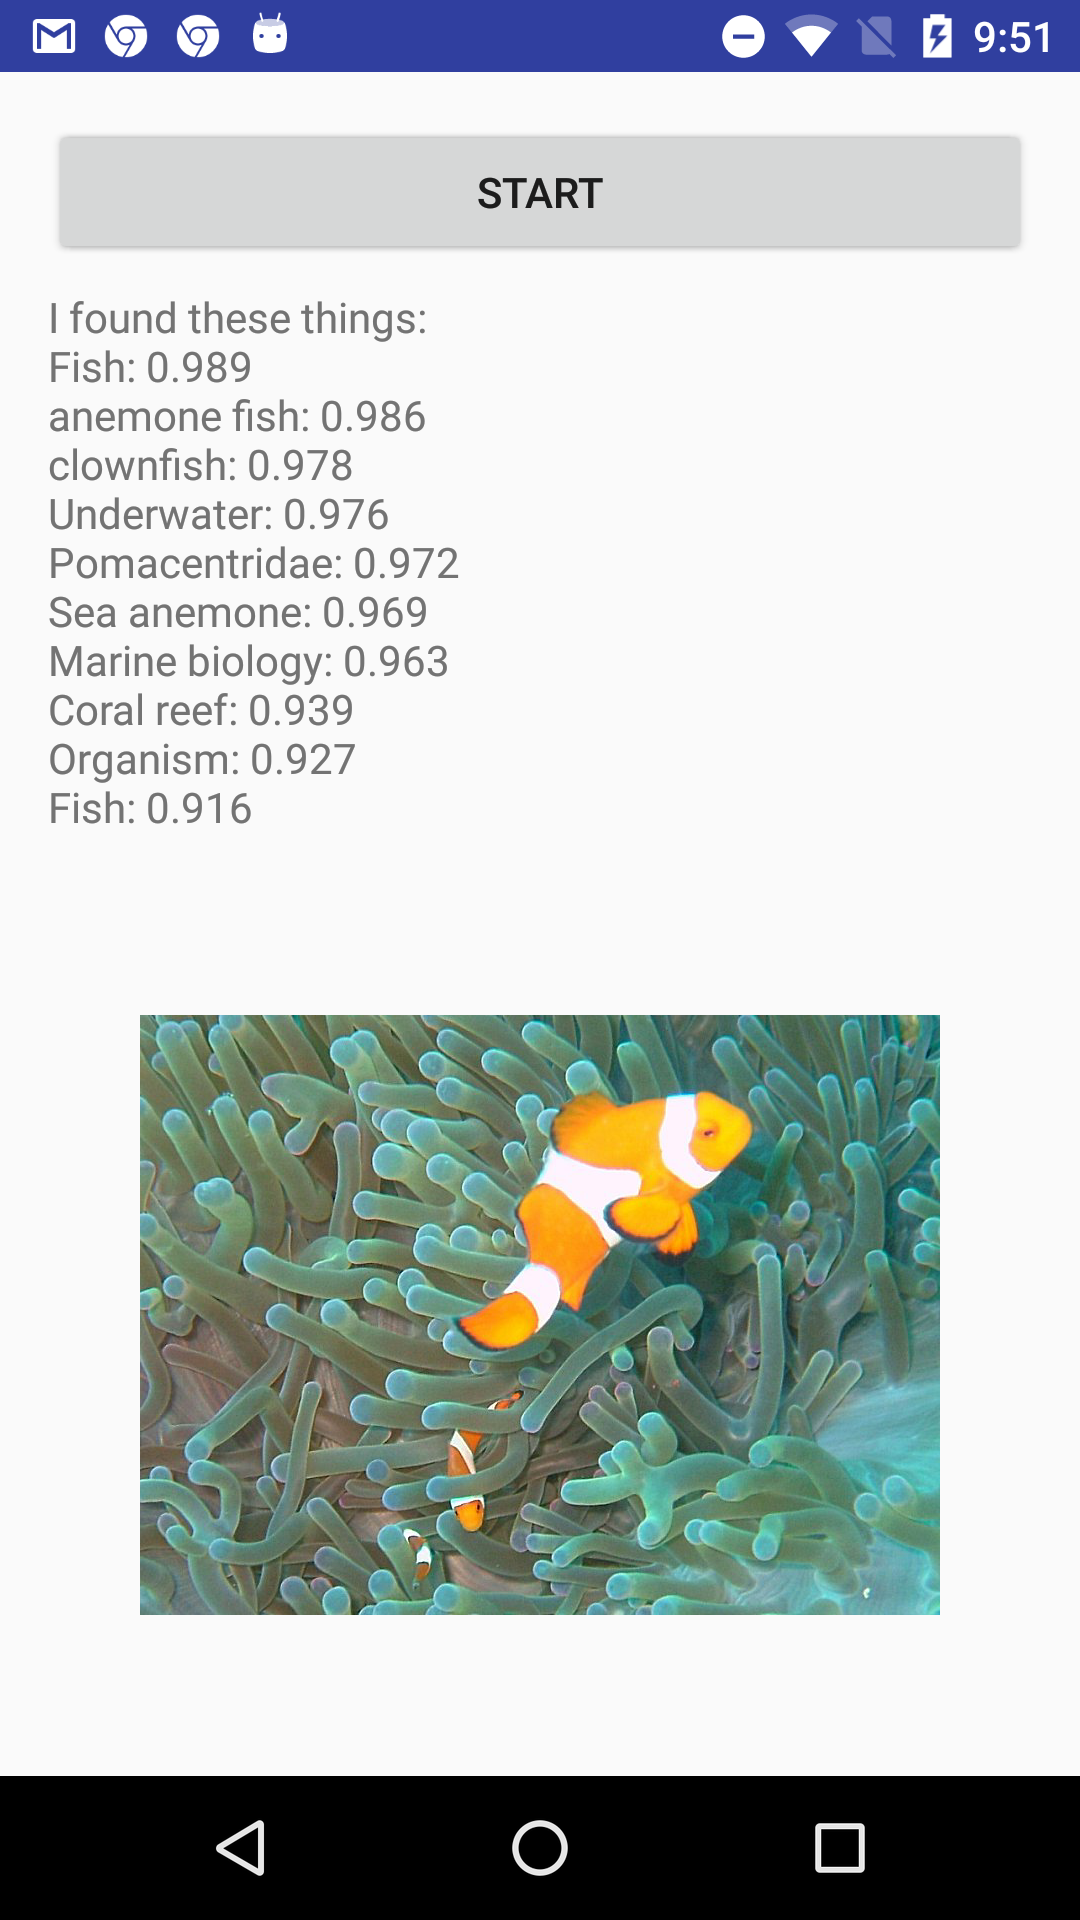 9:51
START
I found these things:
Fish: 0.989
anemone fish: 0.986
clownfish: 0.978
Underwater: 0.976
Pomacentridae: 0.972
Sea anemone: 0.969
Marine biology: 0.963
Coral reef: 0.939
Organism: 0.927
Fish: 0.916